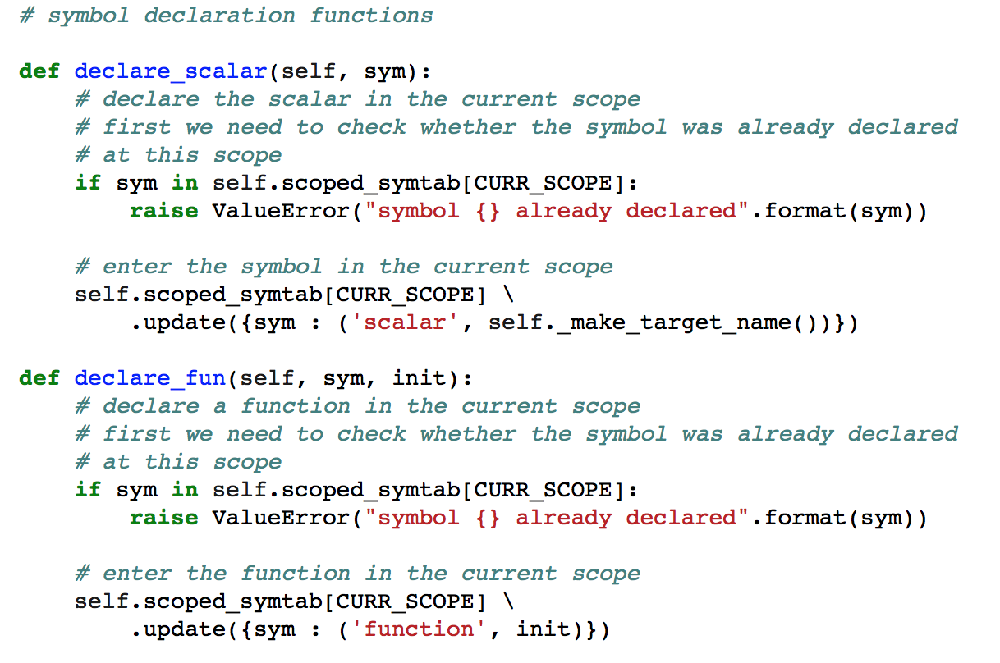 # symbol declaration functions
def declare_scalar(self, sym):
    # declare the scalar in the current scope
    # first we need to check whether the symbol was already declared
    # at this scope
    if sym in self.scoped_symtab[CURR_SCOPE]:
        raise ValueError("symbol {} already declared".format(sym))
    # enter the symbol in the current scope
    self.scoped_symtab[CURR_SCOPE] \
        .update({sym : ('scalar', self._make_target_name())})
def declare_fun(self, sym, init):
    # declare a function in the current scope
    # first we need to check whether the symbol was already declared
    # at this scope
    if sym in self.scoped_symtab[CURR_SCOPE]:
        raise ValueError("symbol {} already declared".format(sym))
    # enter the function in the current scope
    self.scoped_symtab[CURR_SCOPE] \
        .update({sym : ('function', init)})